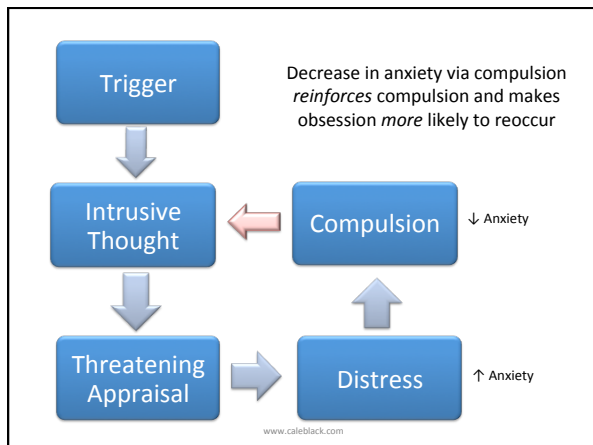 Trigger
Decrease in anxiety via compulsion
reinforces compulsion and makes
obsession more likely to reoccur
Intrusive
Thought
Compulsion
↓ Anxiety
Threatening
Appraisal
Distress
↑ Anxiety
www.caleblack.com